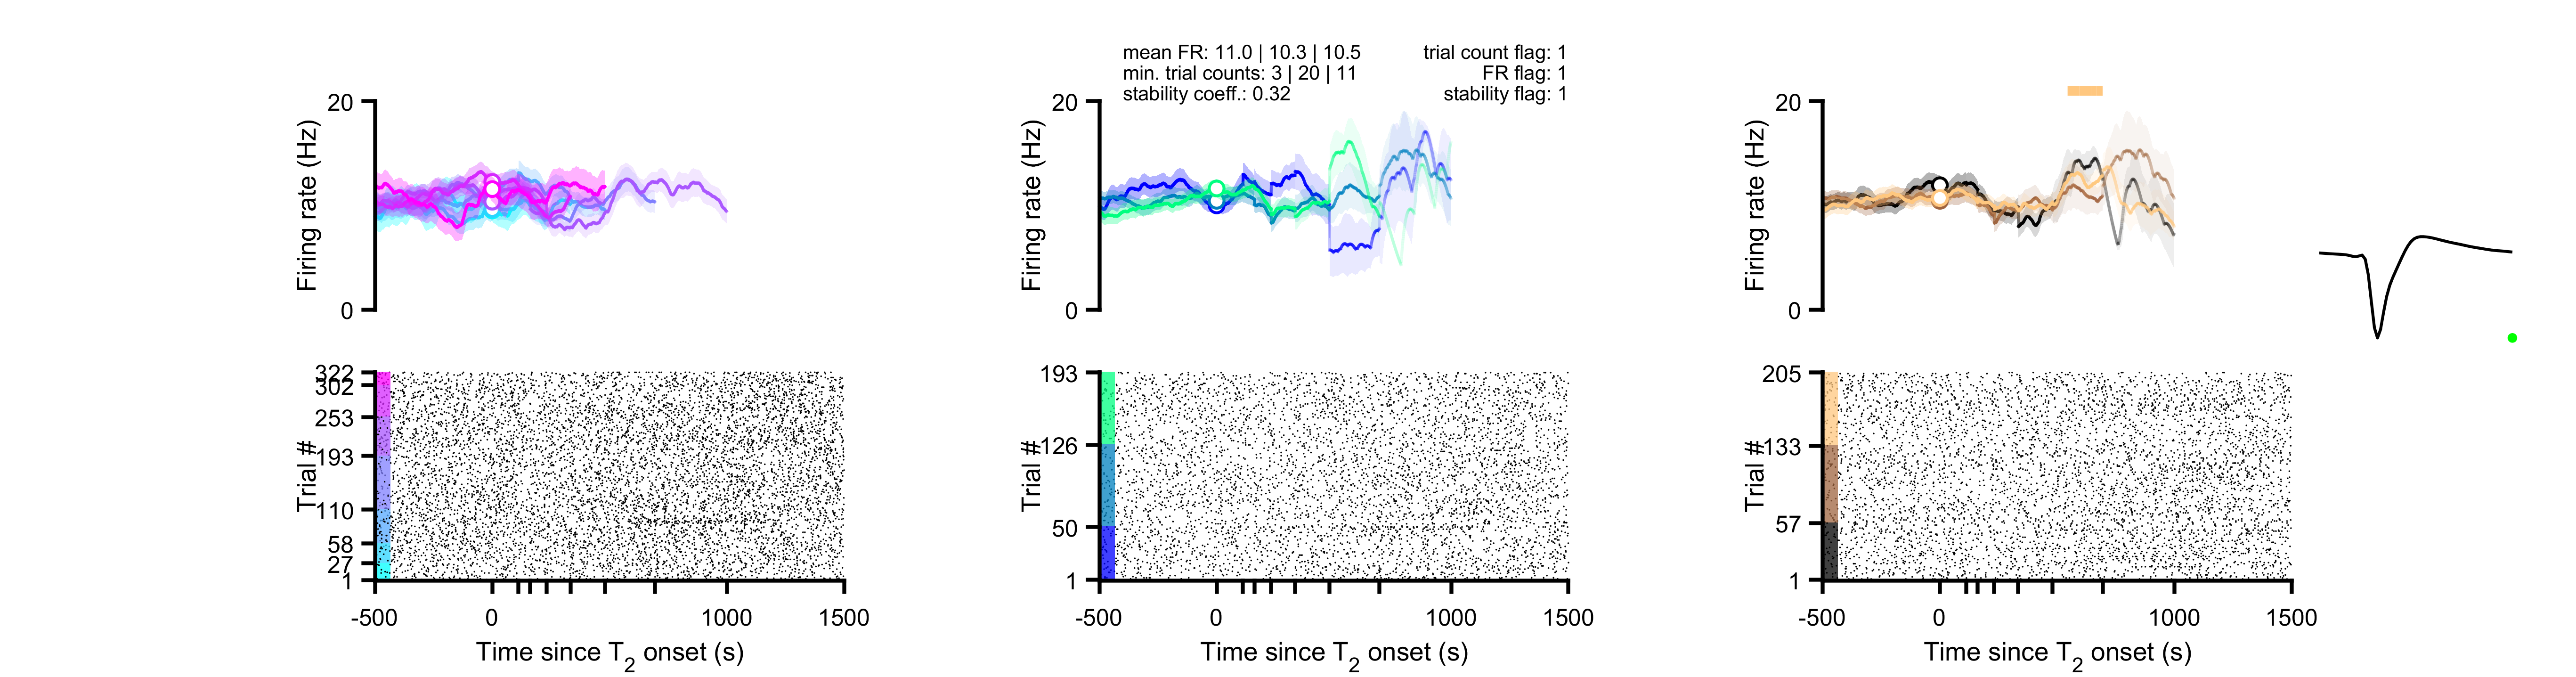 mean FR: 11.0 | 10.3 | 10.5
trial count flag: 1
min. trial counts: 3 | 20 | 11
FR flag: 1
stability coeff.: 0.32
stability flag: 1
20
Firing rate (Hz)
0
20
Firing rate (Hz)
0
20
Firing rate (Hz)
0
322
302
253
193
110
58
27
1
Trial #
-500
0
1000
1500
Time since T2 onset (s)
193
126
50
1
Trial #
-500
0
1000
1500
Time since T2 onset (s)
205
133
57
1
Trial #
-500
0
1000
1500
Time since T2 onset (s)